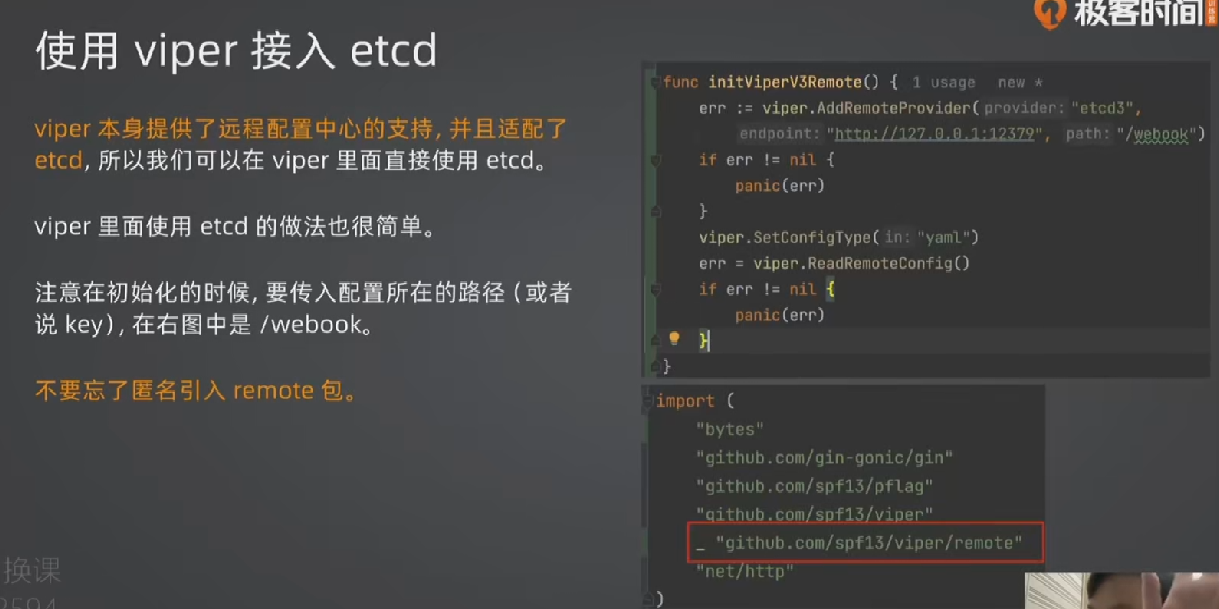 极客时间
使用 viper 接入 etcd
viper 本身提供了远程配置中心的支持，并且适配了
etcd，所以我们可以在 viper 里面直接使用 etcd。
viper 里面使用 etcd 的做法也很简单。
注意在初始化的时候，要传入配置所在的路径（或者
说 key），在右图中是 /webook。
不要忘了匿名引入 remote 包。
func initViperV3Remote() { 1 usage new *
err := viper.AddRemoteProvider( provider: "etcd3",
endpoint: "http://127.0.0.1:12379", path: "/webook")
if err != nil {
panic(err)
}
viper.SetConfigType( in: "yaml")
err = viper.ReadRemoteConfig()
if err != nil {
panic(err)
}
}
import (
"bytes"
"github.com/gin-gonic/gin"
"github.com/spf13/pflag"
"github.com/spf13/viper"
_ "github.com/spf13/viper/remote"
"net/http"
)
换课